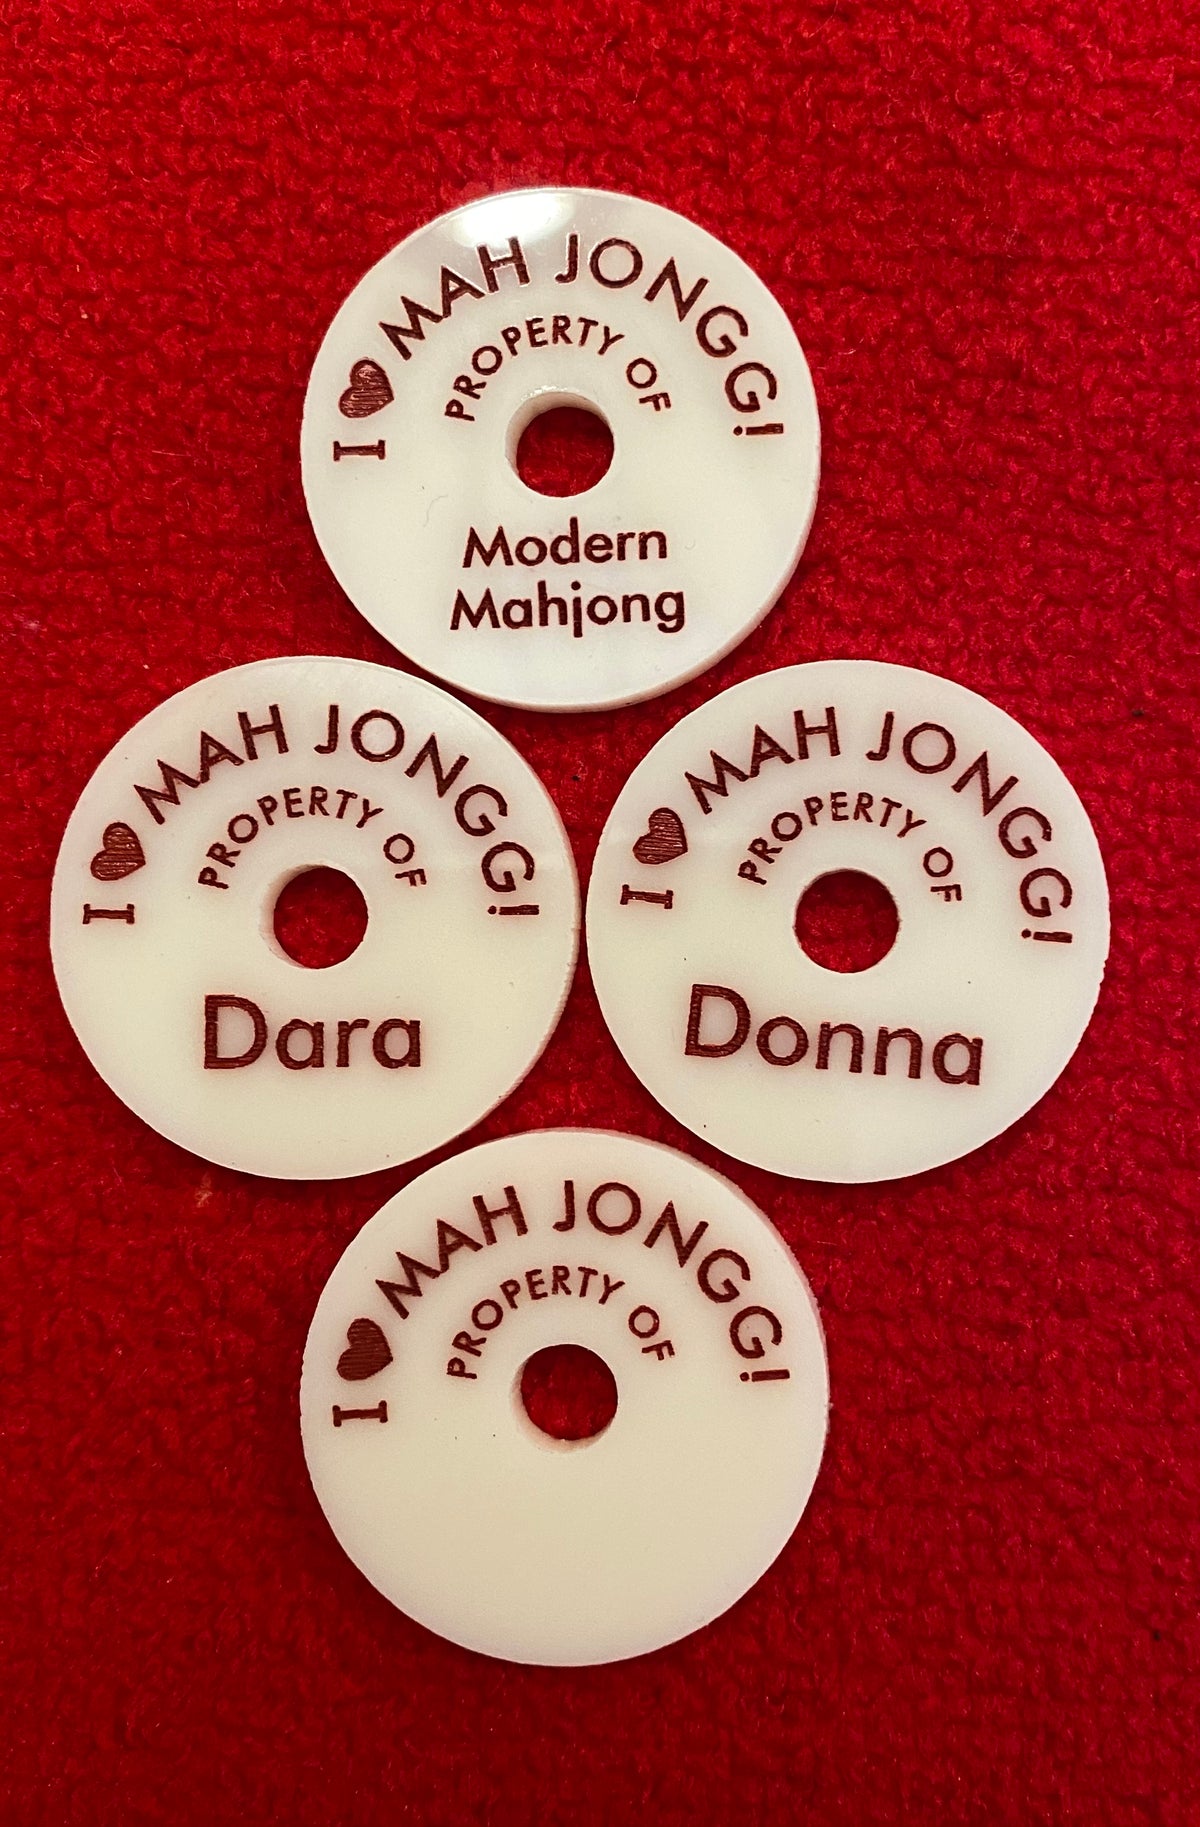 I ♥ MAH JONGG!
PROPERTY OF
Modern
Mahjong
I ♥ MAH JONGG!
PROPERTY OF
Dara
I ♥ MAH JONGG!
PROPERTY OF
Donna
I ♥ MAH JONGG!
PROPERTY OF